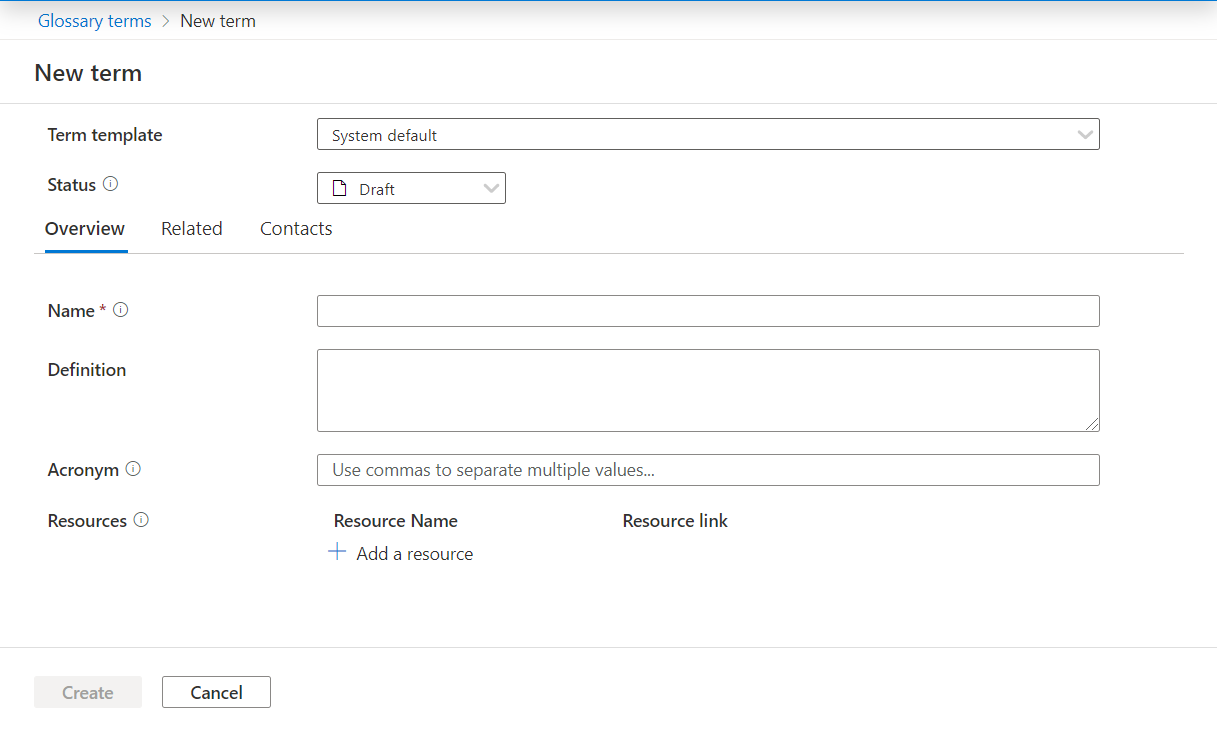 Glossary terms > New term
New term
Term template System default
Status Draft
Overview Related Contacts
Name *
Definition
Acronym Use commas to separate multiple values...
Resources Resource Name Resource link
+ Add a resource
Create Cancel